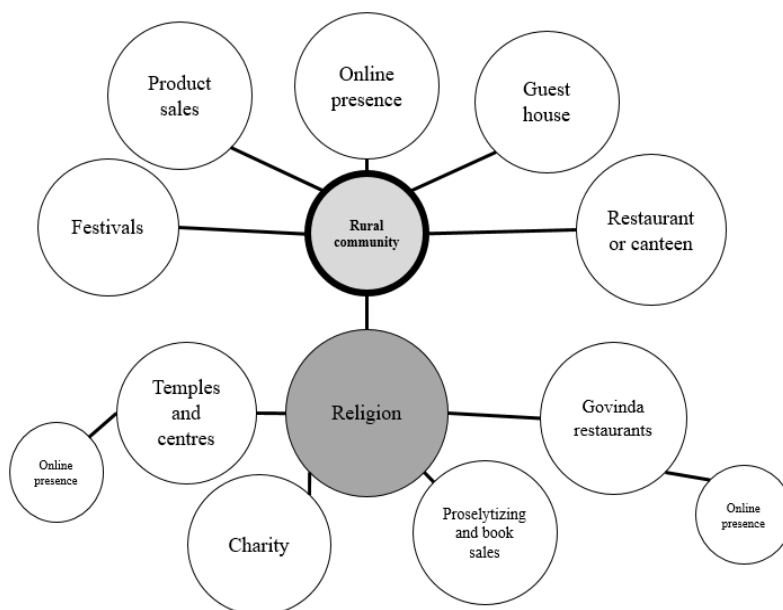 Product
sales
Online
presence
Guest
house
Festivals
Rural
community
Restaurant
or canteen
Temples
and
centres
Religion
Govinda
restaurants
Online
presence
Charity
Proselytizing
and book
sales
Online
presence